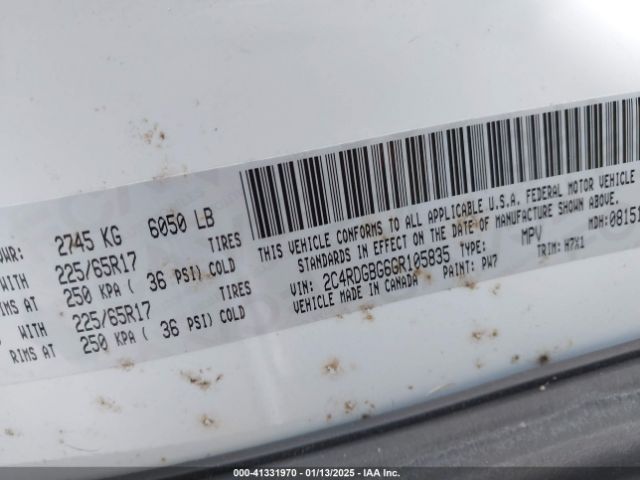 WR: 2745 KG 6050 LB
WITH 225/65R17 TIRES
RIMS AT 250 KPA ( 36 PSI) COLD
WITH 225/65R17 TIRES
RIMS AT 250 KPA ( 36 PSI) COLD
THIS VEHICLE CONFORMS TO ALL APPLICABLE U.S.A. FEDERAL MOTOR VEHICLE
STANDARDS IN EFFECT ON THE DATE OF MANUFACTURE SHOWN ABOVE.
VIN: 2C4RDGBG6GR105835 TYPE: MPV MDH:08151
VEHICLE MADE IN CANADA PAINT: PW7 TRIM: H7X1
000-41331970 | 01/13/2025 | IAA Inc.